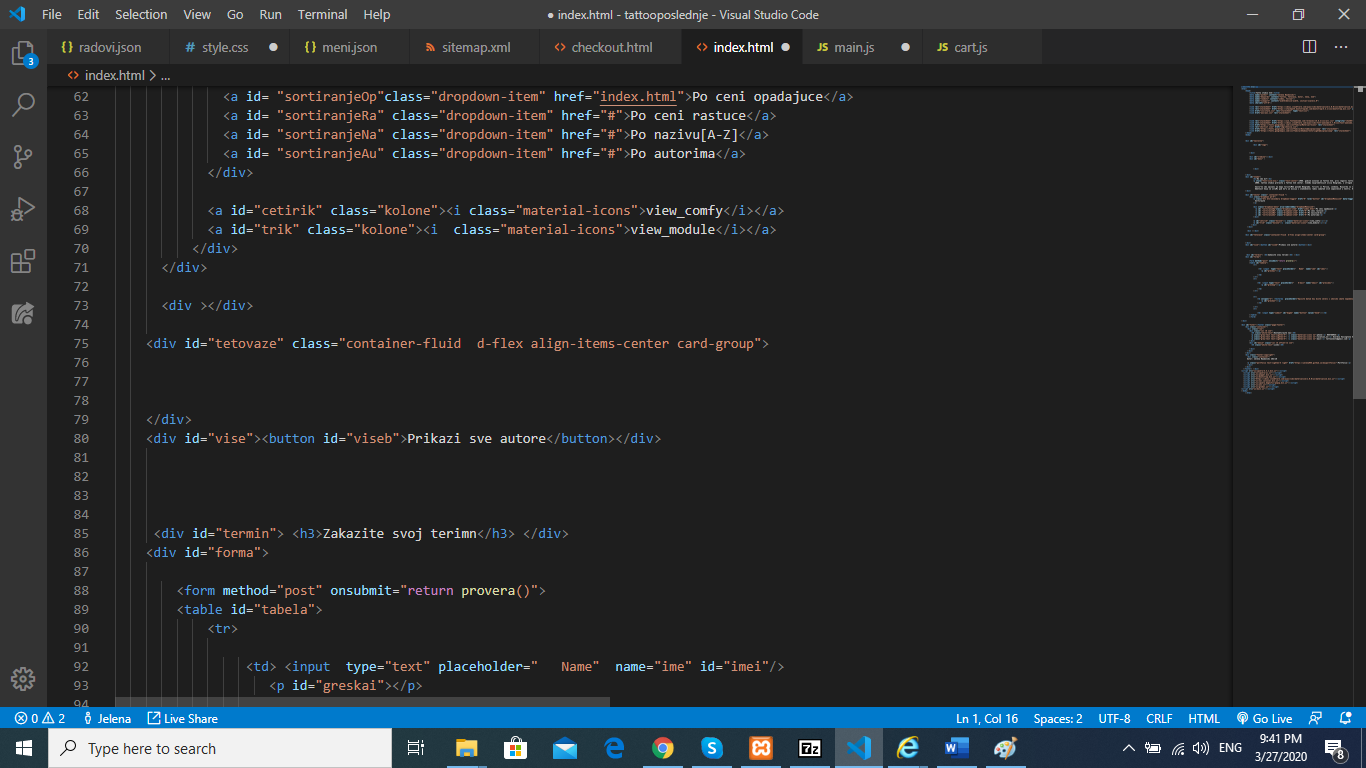 File Edit Selection View Go Run Terminal Help ● index.html - tattooposlednje - Visual Studio Code
{} radovi.json # style.css ● {} meni.json sitemap.xml <> checkout.html <> index.html ● JS main.js ● JS cart.js ···
3
<> index.html > ...
62 <a id= "sortiranjeOp"class="dropdown-item" href="index.html">Po ceni opadajuce</a>
63 <a id= "sortiranjeRa" class="dropdown-item" href="#">Po ceni rastuce</a>
64 <a id= "sortiranjeNa" class="dropdown-item" href="#">Po nazivu[A-Z]</a>
65 <a id= "sortiranjeAu" class="dropdown-item" href="#">Po autorima</a>
66 </div>
67
68 <a id="cetirik" class="kolone"><i class="material-icons">view_comfy</i></a>
69 <a id="trik" class="kolone"><i  class="material-icons">view_module</i></a>
70 </div>
71 </div>
72
73 <div ></div>
74
75 <div id="tetovaze" class="container-fluid  d-flex align-items-center card-group">
76
77
78
79 </div>
80 <div id="vise"><button id="viseb">Prikazi sve autore</button></div>
81
82
83
84
85 <div id="termin"> <h3>Zakazite svoj terimn</h3> </div>
86 <div id="forma">
87
88 <form method="post" onsubmit="return provera()">
89 <table id="tabela">
90 <tr>
91
92 <td> <input  type="text" placeholder="   Name"  name="ime" id="imei"/>
93 <p id="greskai"></p>
94
0 2 Jelena Live Share Ln 1, Col 16 Spaces: 2 UTF-8 CRLF HTML Go Live
Type here to search 7z ENG 9:41 PM
3/27/2020 8